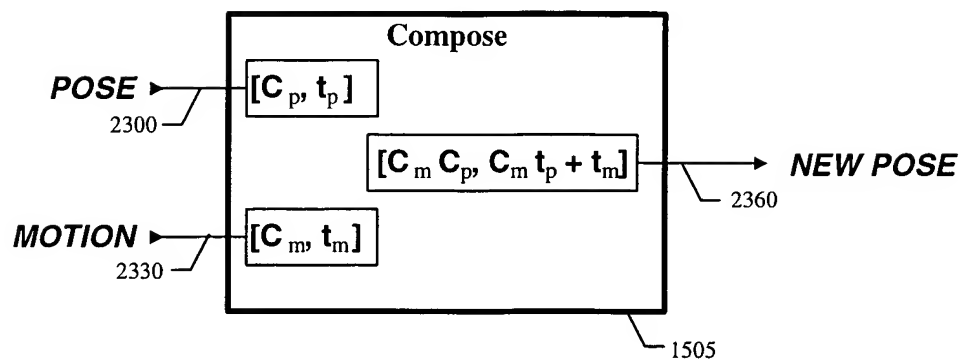 Compose
POSE
[C_p, t_p]
2300
[C_m C_p, C_m t_p + t_m]
NEW POSE
2360
MOTION
[C_m, t_m]
2330
1505